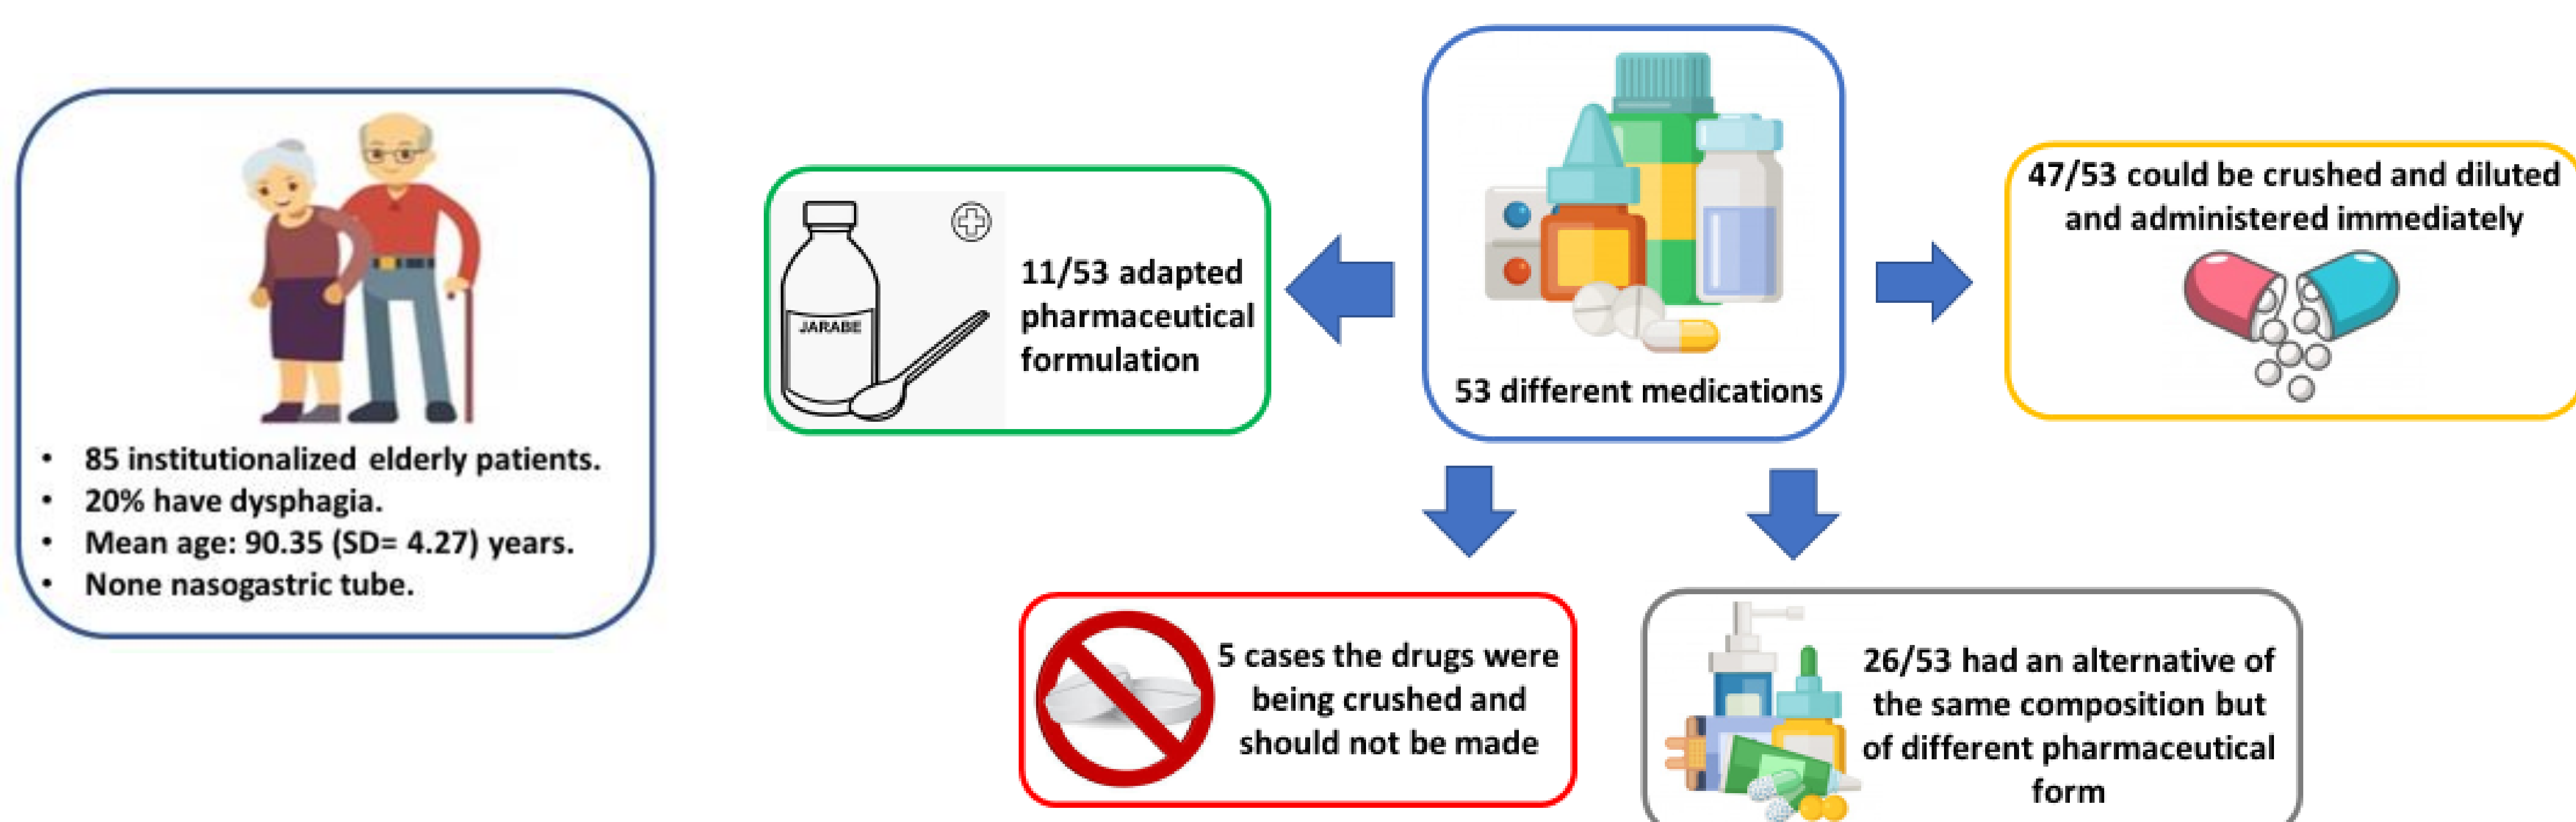 • 85 institutionalized elderly patients.
• 20% have dysphagia.
• Mean age: 90.35 (SD= 4.27) years.
• None nasogastric tube.
JARABE
11/53 adapted
pharmaceutical
formulation
53 different medications
47/53 could be crushed and diluted
and administered immediately
5 cases the drugs were
being crushed and
should not be made
26/53 had an alternative of
the same composition but
of different pharmaceutical
form